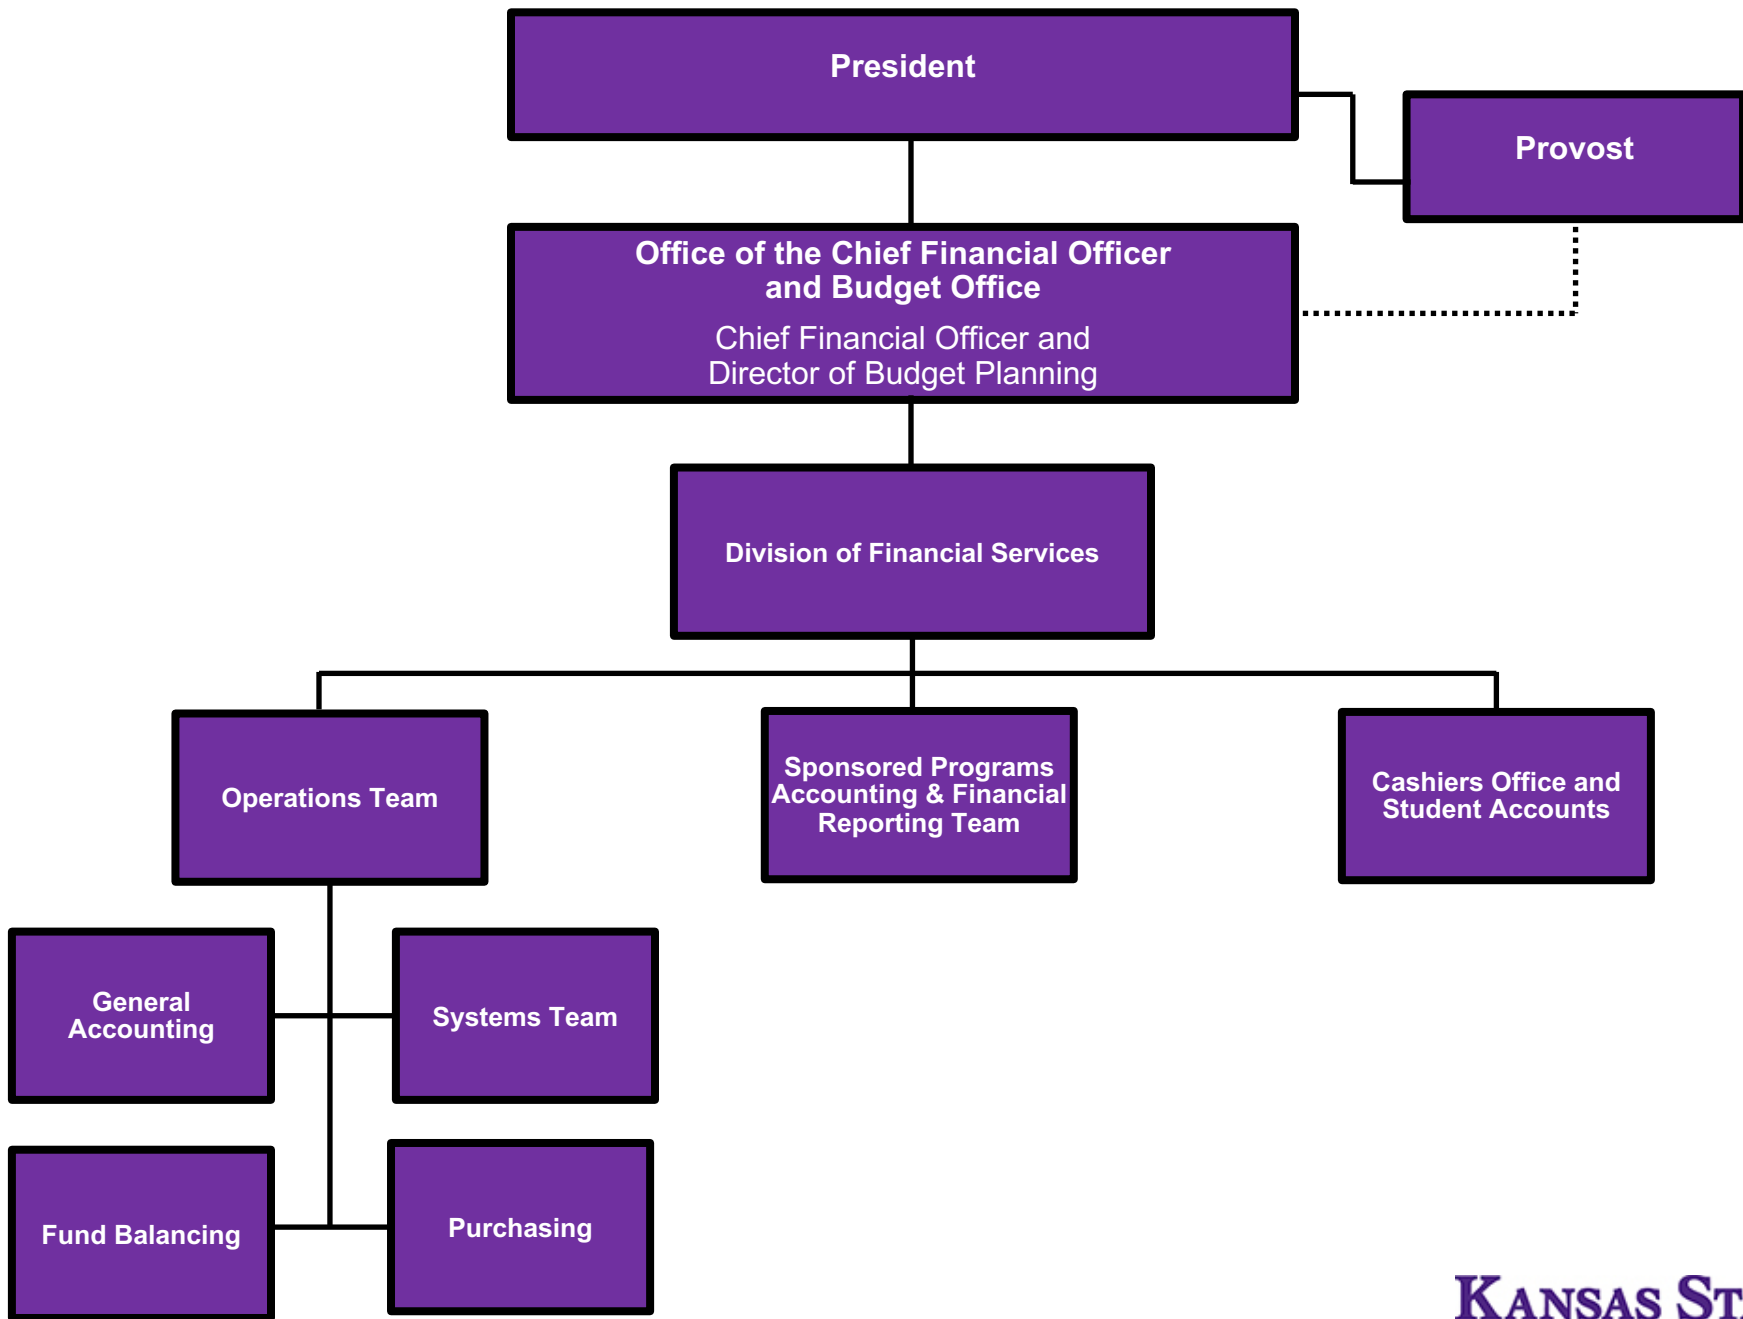 President
Provost
Office of the Chief Financial Officer
and Budget Office
Chief Financial Officer and
Director of Budget Planning
Division of Financial Services
Operations Team
Sponsored Programs
Accounting & Financial
Reporting Team
Cashiers Office and
Student Accounts
General
Accounting
Systems Team
Fund Balancing
Purchasing
KANSAS STA